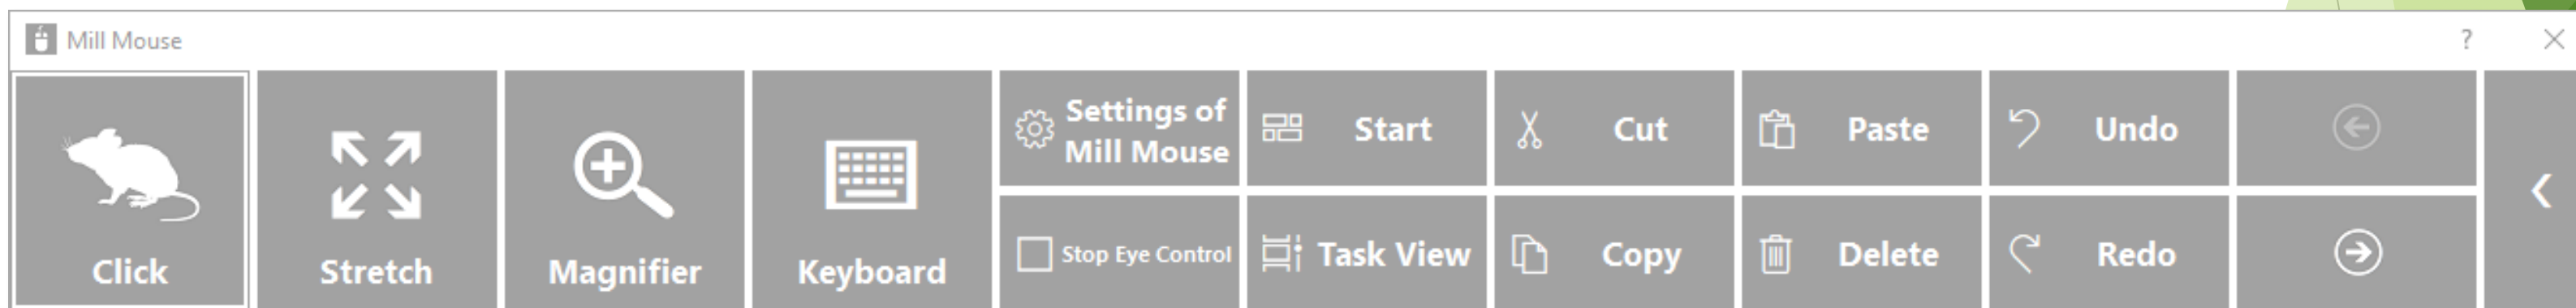 Mill Mouse
?
Click
Stretch
Magnifier
Keyboard
Settings of
Mill Mouse
Start
Cut
Paste
Undo
Stop Eye Control
Task View
Copy
Delete
Redo